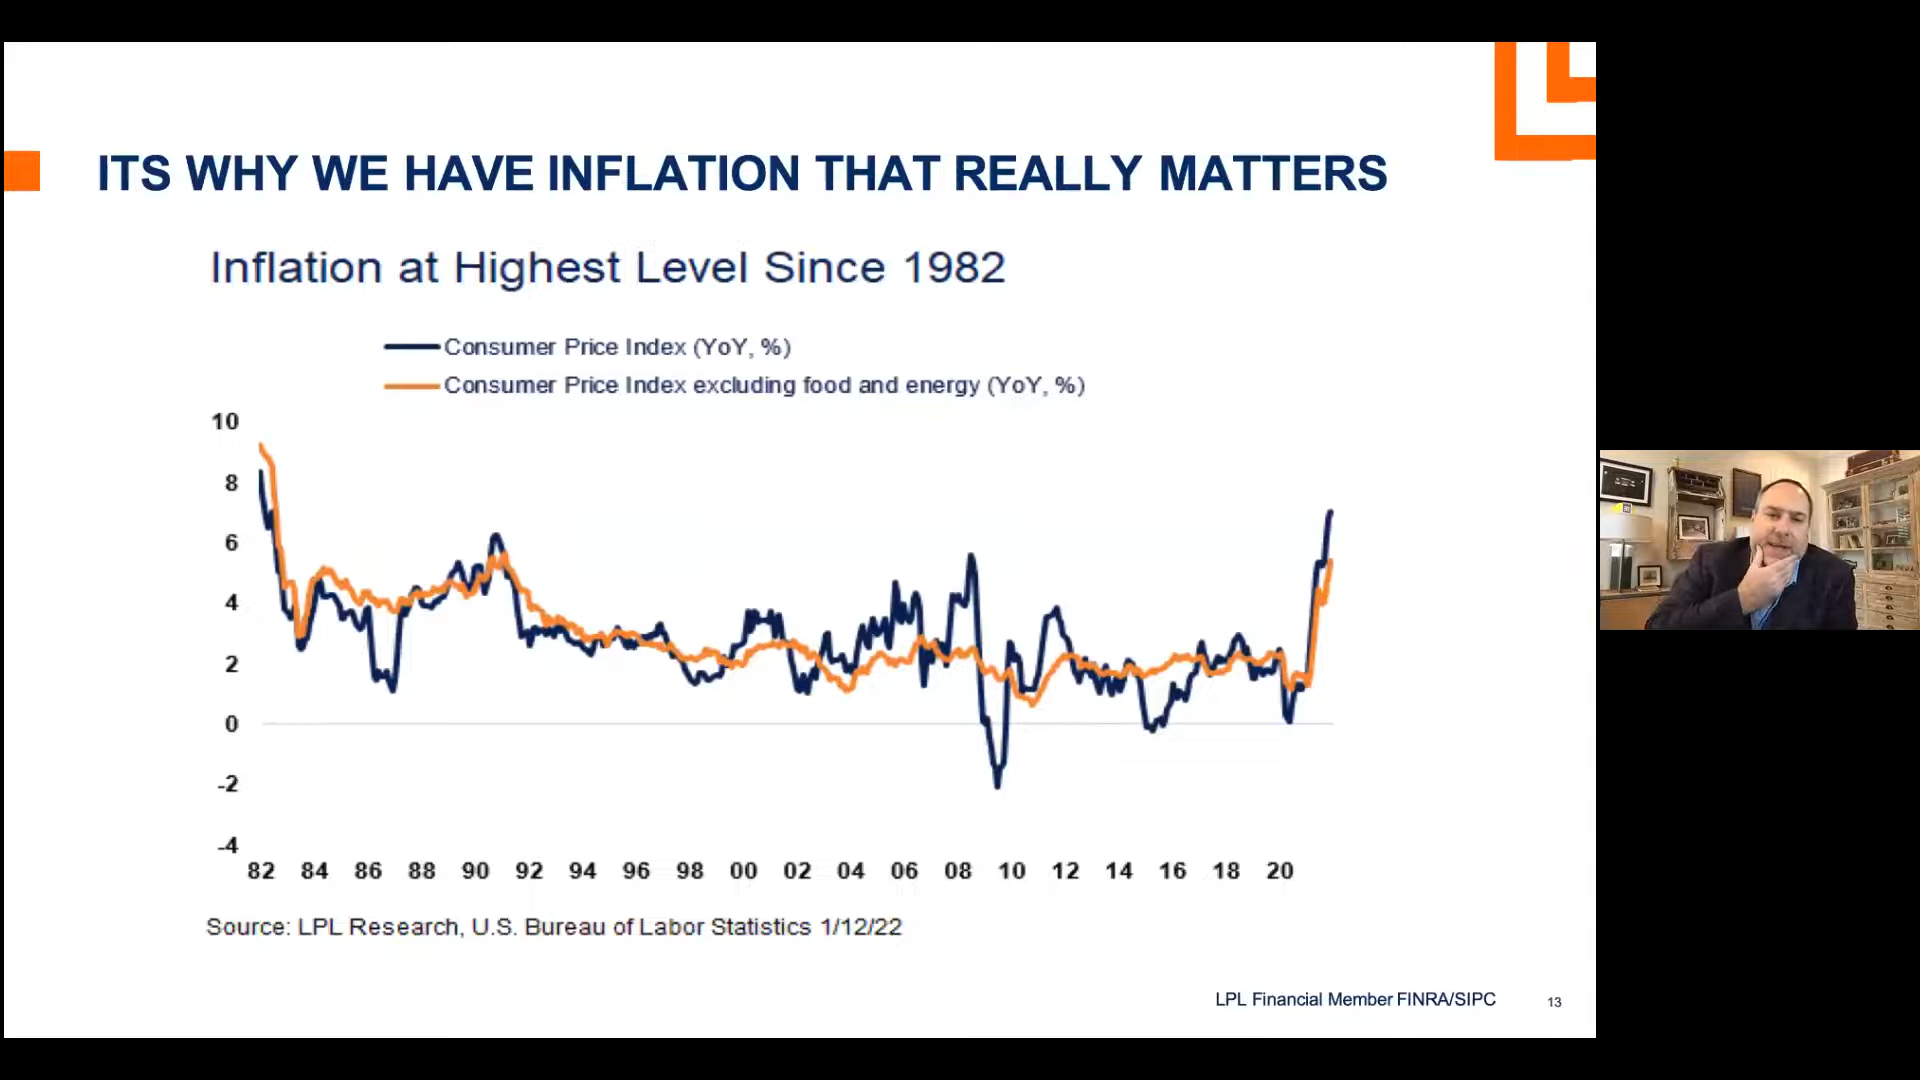 ITS WHY WE HAVE INFLATION THAT REALLY MATTERS
Inflation at Highest Level Since 1982
Consumer Price Index (YoY, %)
Consumer Price Index excluding food and energy (YoY, %)
10
8
6
4
2
0
-2
-4
82 84 86 88 90 92 94 96 98 00 02 04 06 08 10 12 14 16 18 20
Source: LPL Research, U.S. Bureau of Labor Statistics 1/12/22
LPL Financial Member FINRA/SIPC 13